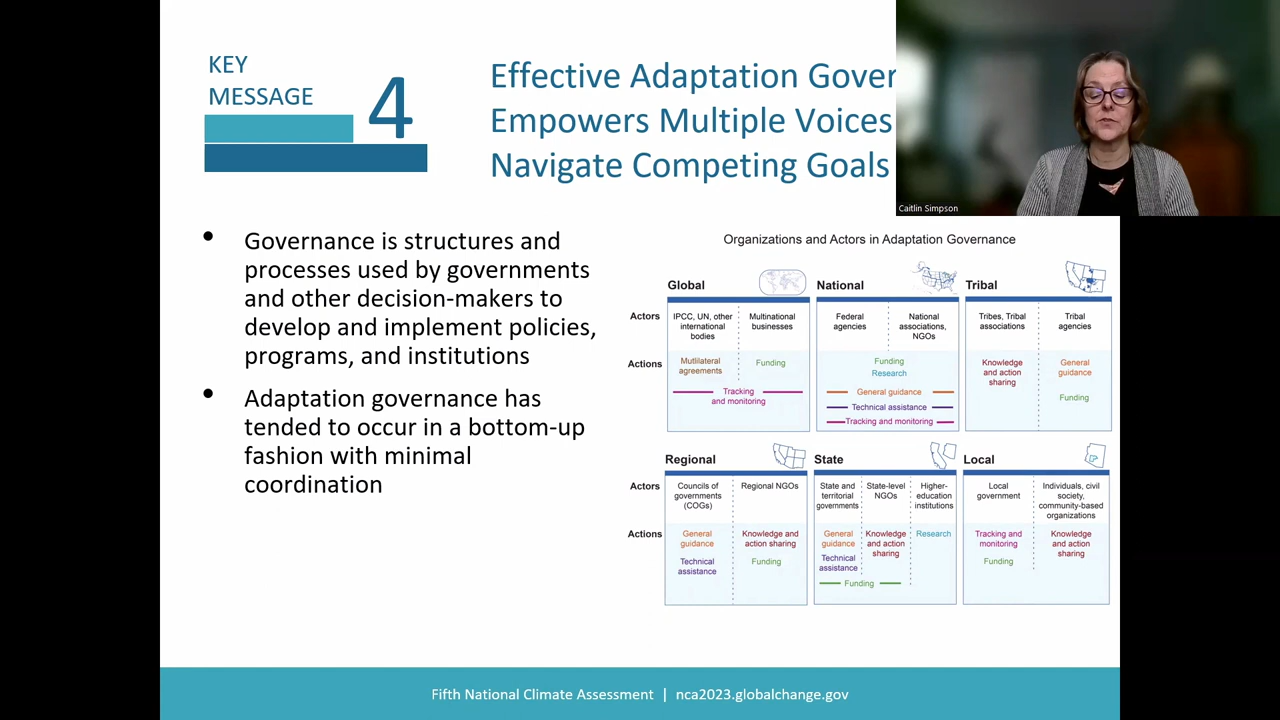 KEY
MESSAGE
4
Effective Adaptation Gover
Empowers Multiple Voices
Navigate Competing Goals
Caitlin Simpson
• Governance is structures and
processes used by governments
and other decision-makers to
develop and implement policies,
programs, and institutions
• Adaptation governance has
tended to occur in a bottom-up
fashion with minimal
coordination
Organizations and Actors in Adaptation Governance
Global
Actors
IPCC, UN, other
international
bodies
Multinational
businesses
Actions
Mutlilateral
agreements
Funding
Tracking
and monitoring
National
Federal
agencies
National
associations,
NGOs
Funding
Research
General guidance
Technical assistance
Tracking and monitoring
Tribal
Tribes, Tribal
associations
Tribal
agencies
Knowledge
and action
sharing
General
guidance
Funding
Regional
Actors
Councils of
governments
(COGs)
Regional NGOs
Actions
General
guidance
Technical
assistance
Knowledge and
action sharing
Funding
State
State and
territorial
governments
State-level
NGOs
Higher-
education
institutions
General
guidance
Technical
assistance
Knowledge
and action
sharing
Research
Funding
Local
Local
government
Individuals, civil
society,
community-based
organizations
Tracking and
monitoring
Funding
Knowledge
and action
sharing
Fifth National Climate Assessment | nca2023.globalchange.gov